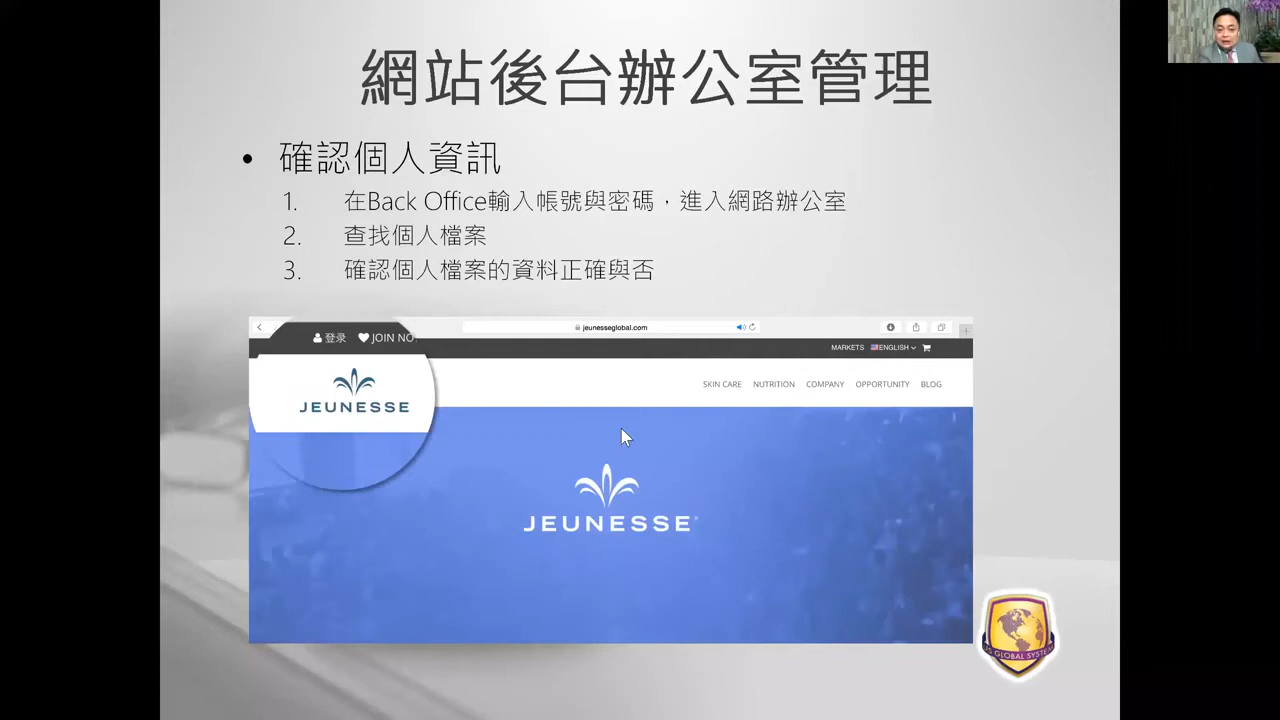 網站後台辦公室管理
• 確認個人資訊
1. 在Back Office輸入帳號與密碼，進入網路辦公室
2. 查找個人檔案
3. 確認個人檔案的資料正確與否
jeunesseglobal.com
登录 JOIN NO
MARKETS ENGLISH
JEUNESSE
SKIN CARE NUTRITION COMPANY OPPORTUNITY BLOG
JEUNESSE
GLOBAL SYSTEM